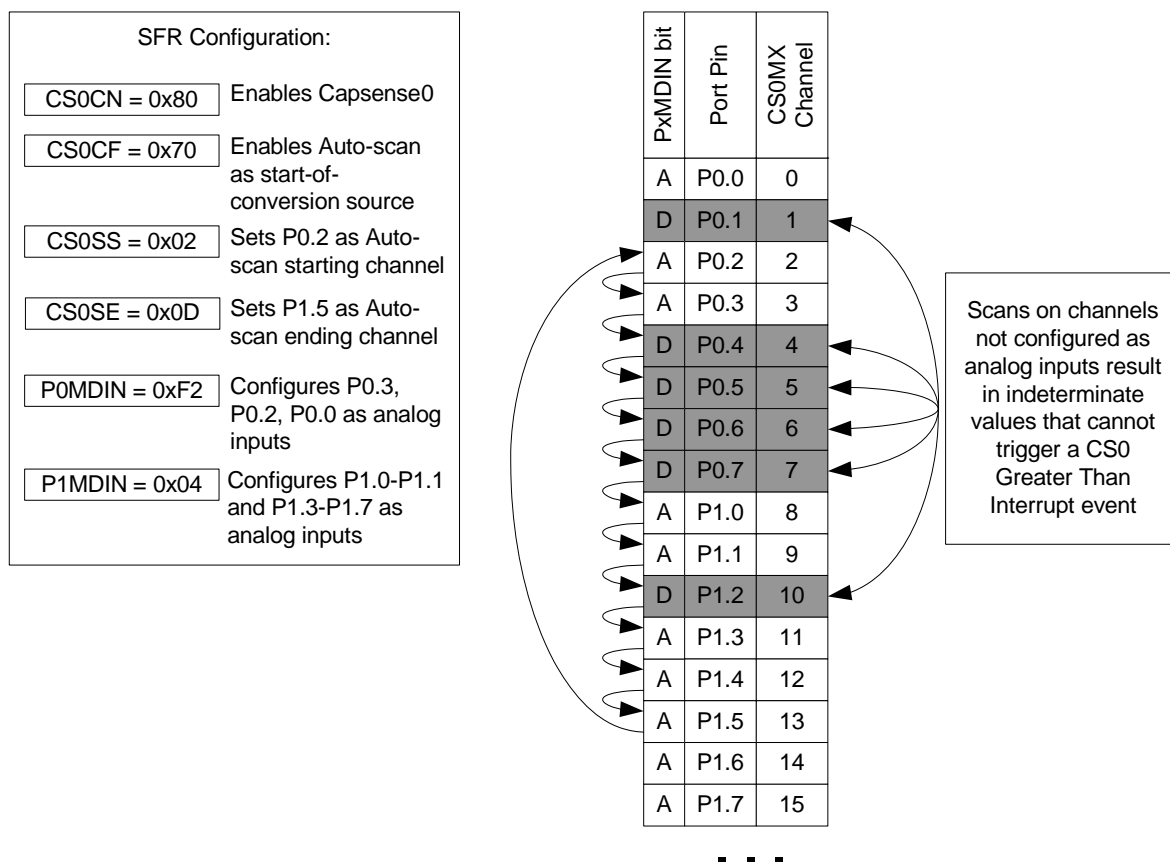 SFR Configuration:
CS0CN = 0x80
Enables Capsense0
CS0CF = 0x70
Enables Auto-scan
as start-of-
conversion source
CS0SS = 0x02
Sets P0.2 as Auto-
scan starting channel
CS0SE = 0x0D
Sets P1.5 as Auto-
scan ending channel
P0MDIN = 0xF2
Configures P0.3,
P0.2, P0.0 as analog
inputs
P1MDIN = 0x04
Configures P1.0-P1.1
and P1.3-P1.7 as
analog inputs
PxMDIN bit
Port Pin
CS0MX
Channel
A P0.0 0
D P0.1 1
A P0.2 2
A P0.3 3
D P0.4 4
D P0.5 5
D P0.6 6
D P0.7 7
A P1.0 8
A P1.1 9
D P1.2 10
A P1.3 11
A P1.4 12
A P1.5 13
A P1.6 14
A P1.7 15
Scans on channels
not configured as
analog inputs result
in indeterminate
values that cannot
trigger a CS0
Greater Than
Interrupt event